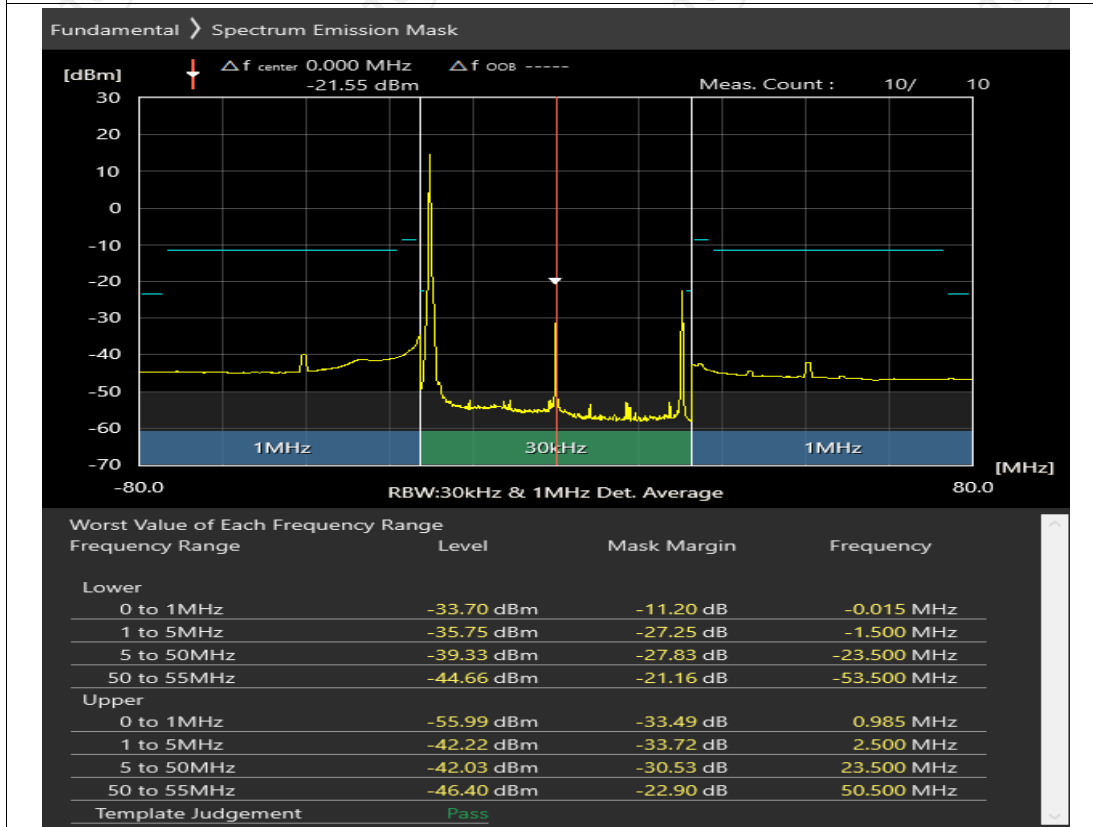 Fundamental ❯ Spectrum Emission Mask
[dBm] △f center 0.000 MHz △f OOB -----
-21.55 dBm Meas. Count : 10/ 10
30
20
10
0
-10
-20
-30
-40
-50
-60
-70
1MHz 30kHz 1MHz
[MHz]
-80.0 RBW:30kHz & 1MHz Det. Average 80.0
Worst Value of Each Frequency Range
Frequency Range Level Mask Margin Frequency
Lower
0 to 1MHz -33.70 dBm -11.20 dB -0.015 MHz
1 to 5MHz -35.75 dBm -27.25 dB -1.500 MHz
5 to 50MHz -39.33 dBm -27.83 dB -23.500 MHz
50 to 55MHz -44.66 dBm -21.16 dB -53.500 MHz
Upper
0 to 1MHz -55.99 dBm -33.49 dB 0.985 MHz
1 to 5MHz -42.22 dBm -33.72 dB 2.500 MHz
5 to 50MHz -42.03 dBm -30.53 dB 23.500 MHz
50 to 55MHz -46.40 dBm -22.90 dB 50.500 MHz
Template Judgement Pass